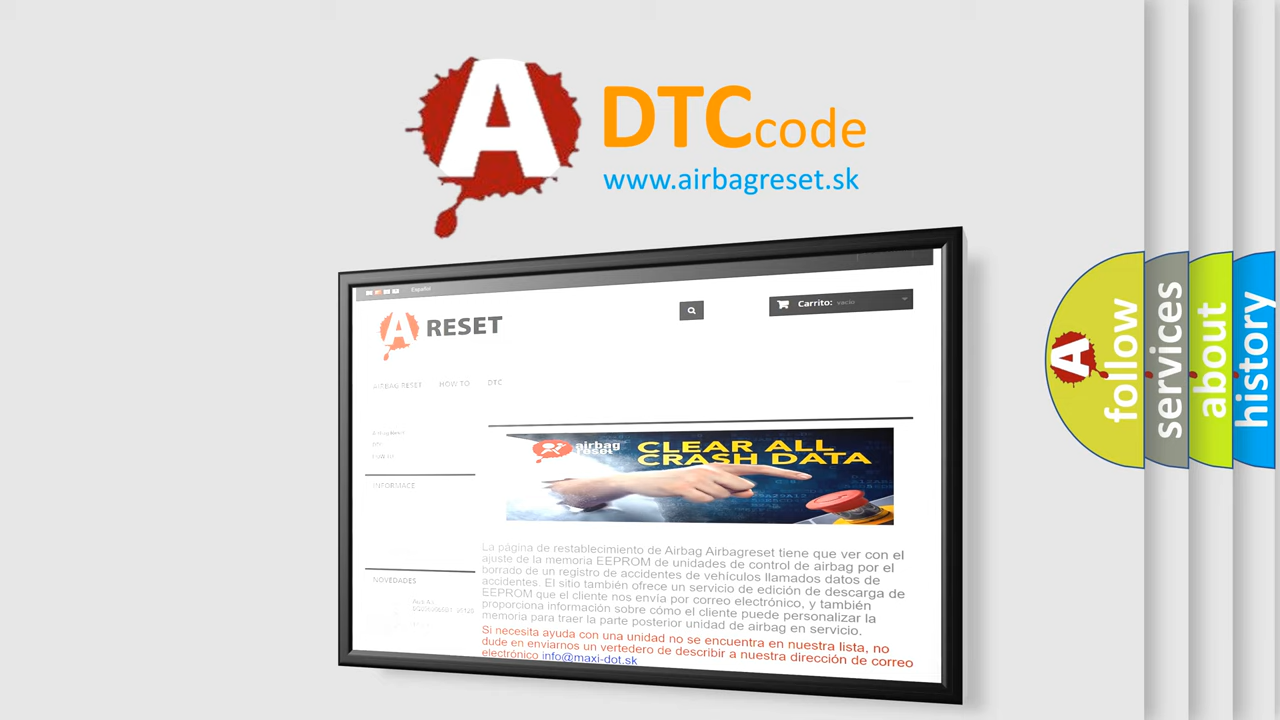 A DTCcode
www.airbagreset.sk
Español
A RESET
Carrito: vacío
AIRBAG RESET HOW TO DTC
INFORMACE
airbag
reset
CLEAR ALL
CRASH DATA
La página de restablecimiento de Airbag Airbagreset tiene que ver con el
ajuste de la memoria EEPROM de unidades de control de airbag por el
borrado de un registro de accidentes de vehículos llamados datos de
accidentes. El sitio también ofrece un servicio de edición de descarga de
EEPROM que el cliente nos envía por correo electrónico, y también
proporciona información sobre cómo el cliente puede personalizar la
memoria para traer la parte posterior unidad de airbag en servicio.
Si necesita ayuda con una unidad no se encuentra en nuestra lista, no
dude en enviarnos un vertedero de describir a nuestra dirección de correo
electrónico info@maxi-dot.sk
NOVEDADES
A follow
services
about
history